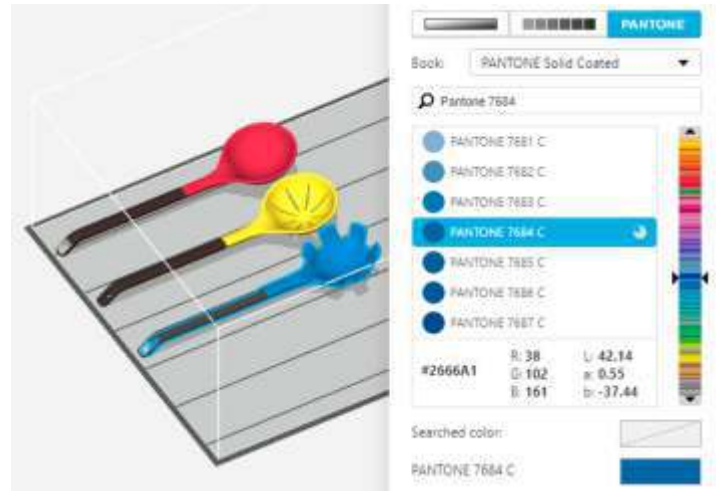 PANTONE
Book: PANTONE Solid Coated
Pantone 7684
PANTONE 7681 C
PANTONE 7682 C
PANTONE 7683 C
PANTONE 7684 C
PANTONE 7685 C
PANTONE 7686 C
PANTONE 7687 C
#2666A1
R: 38 L: 42.14
G: 102 a: 0.55
B: 161 b: -37.44
Searched color:
PANTONE 7684 C